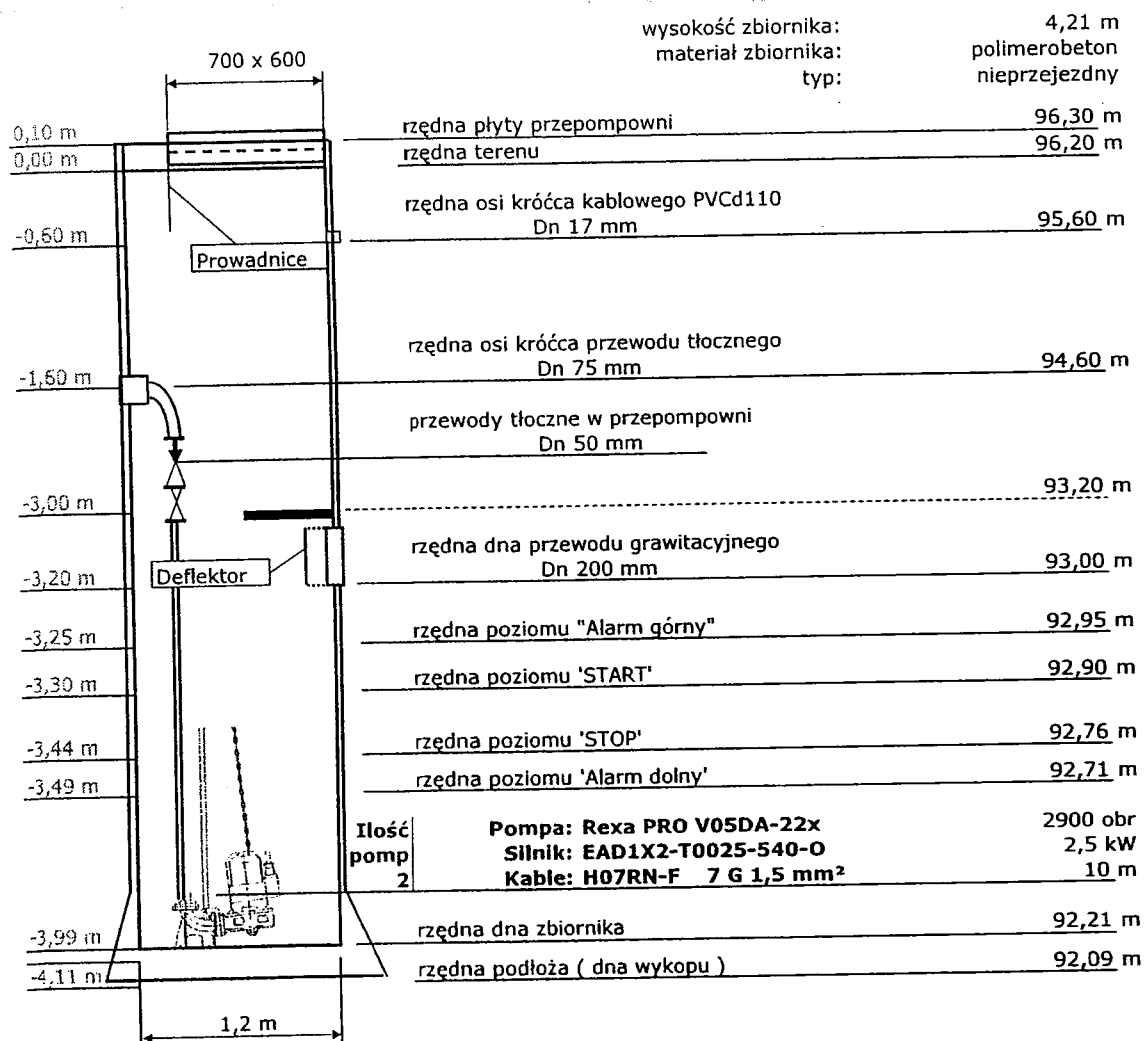 wysokość zbiornika: 4,21 m
materiał zbiornika: polimerobeton
typ: nieprzejezdny
700 x 600
0,10 m
rzędna płyty przepompowni 96,30 m
0,00 m
rzędna terenu 96,20 m
rzędna osi króćca kablowego PVCd110
Dn 17 mm 95,60 m
-0,60 m
Prowadnice
rzędna osi króćca przewodu tłocznego
Dn 75 mm 94,60 m
-1,60 m
przewody tłoczne w przepompowni
Dn 50 mm
93,20 m
-3,00 m
rzędna dna przewodu grawitacyjnego
Dn 200 mm 93,00 m
Deflektor
-3,20 m
rzędna poziomu "Alarm górny" 92,95 m
-3,25 m
rzędna poziomu 'START' 92,90 m
-3,30 m
rzędna poziomu 'STOP' 92,76 m
-3,44 m
rzędna poziomu 'Alarm dolny' 92,71 m
-3,49 m
Ilość
pomp
2
Pompa: Rexa PRO V05DA-22x 2900 obr
Silnik: EAD1X2-T0025-540-O 2,5 kW
Kable: H07RN-F 7 G 1,5 mm² 10 m
rzędna dna zbiornika 92,21 m
-3,99 m
rzędna podłoża ( dna wykopu ) 92,09 m
-4,11 m
1,2 m